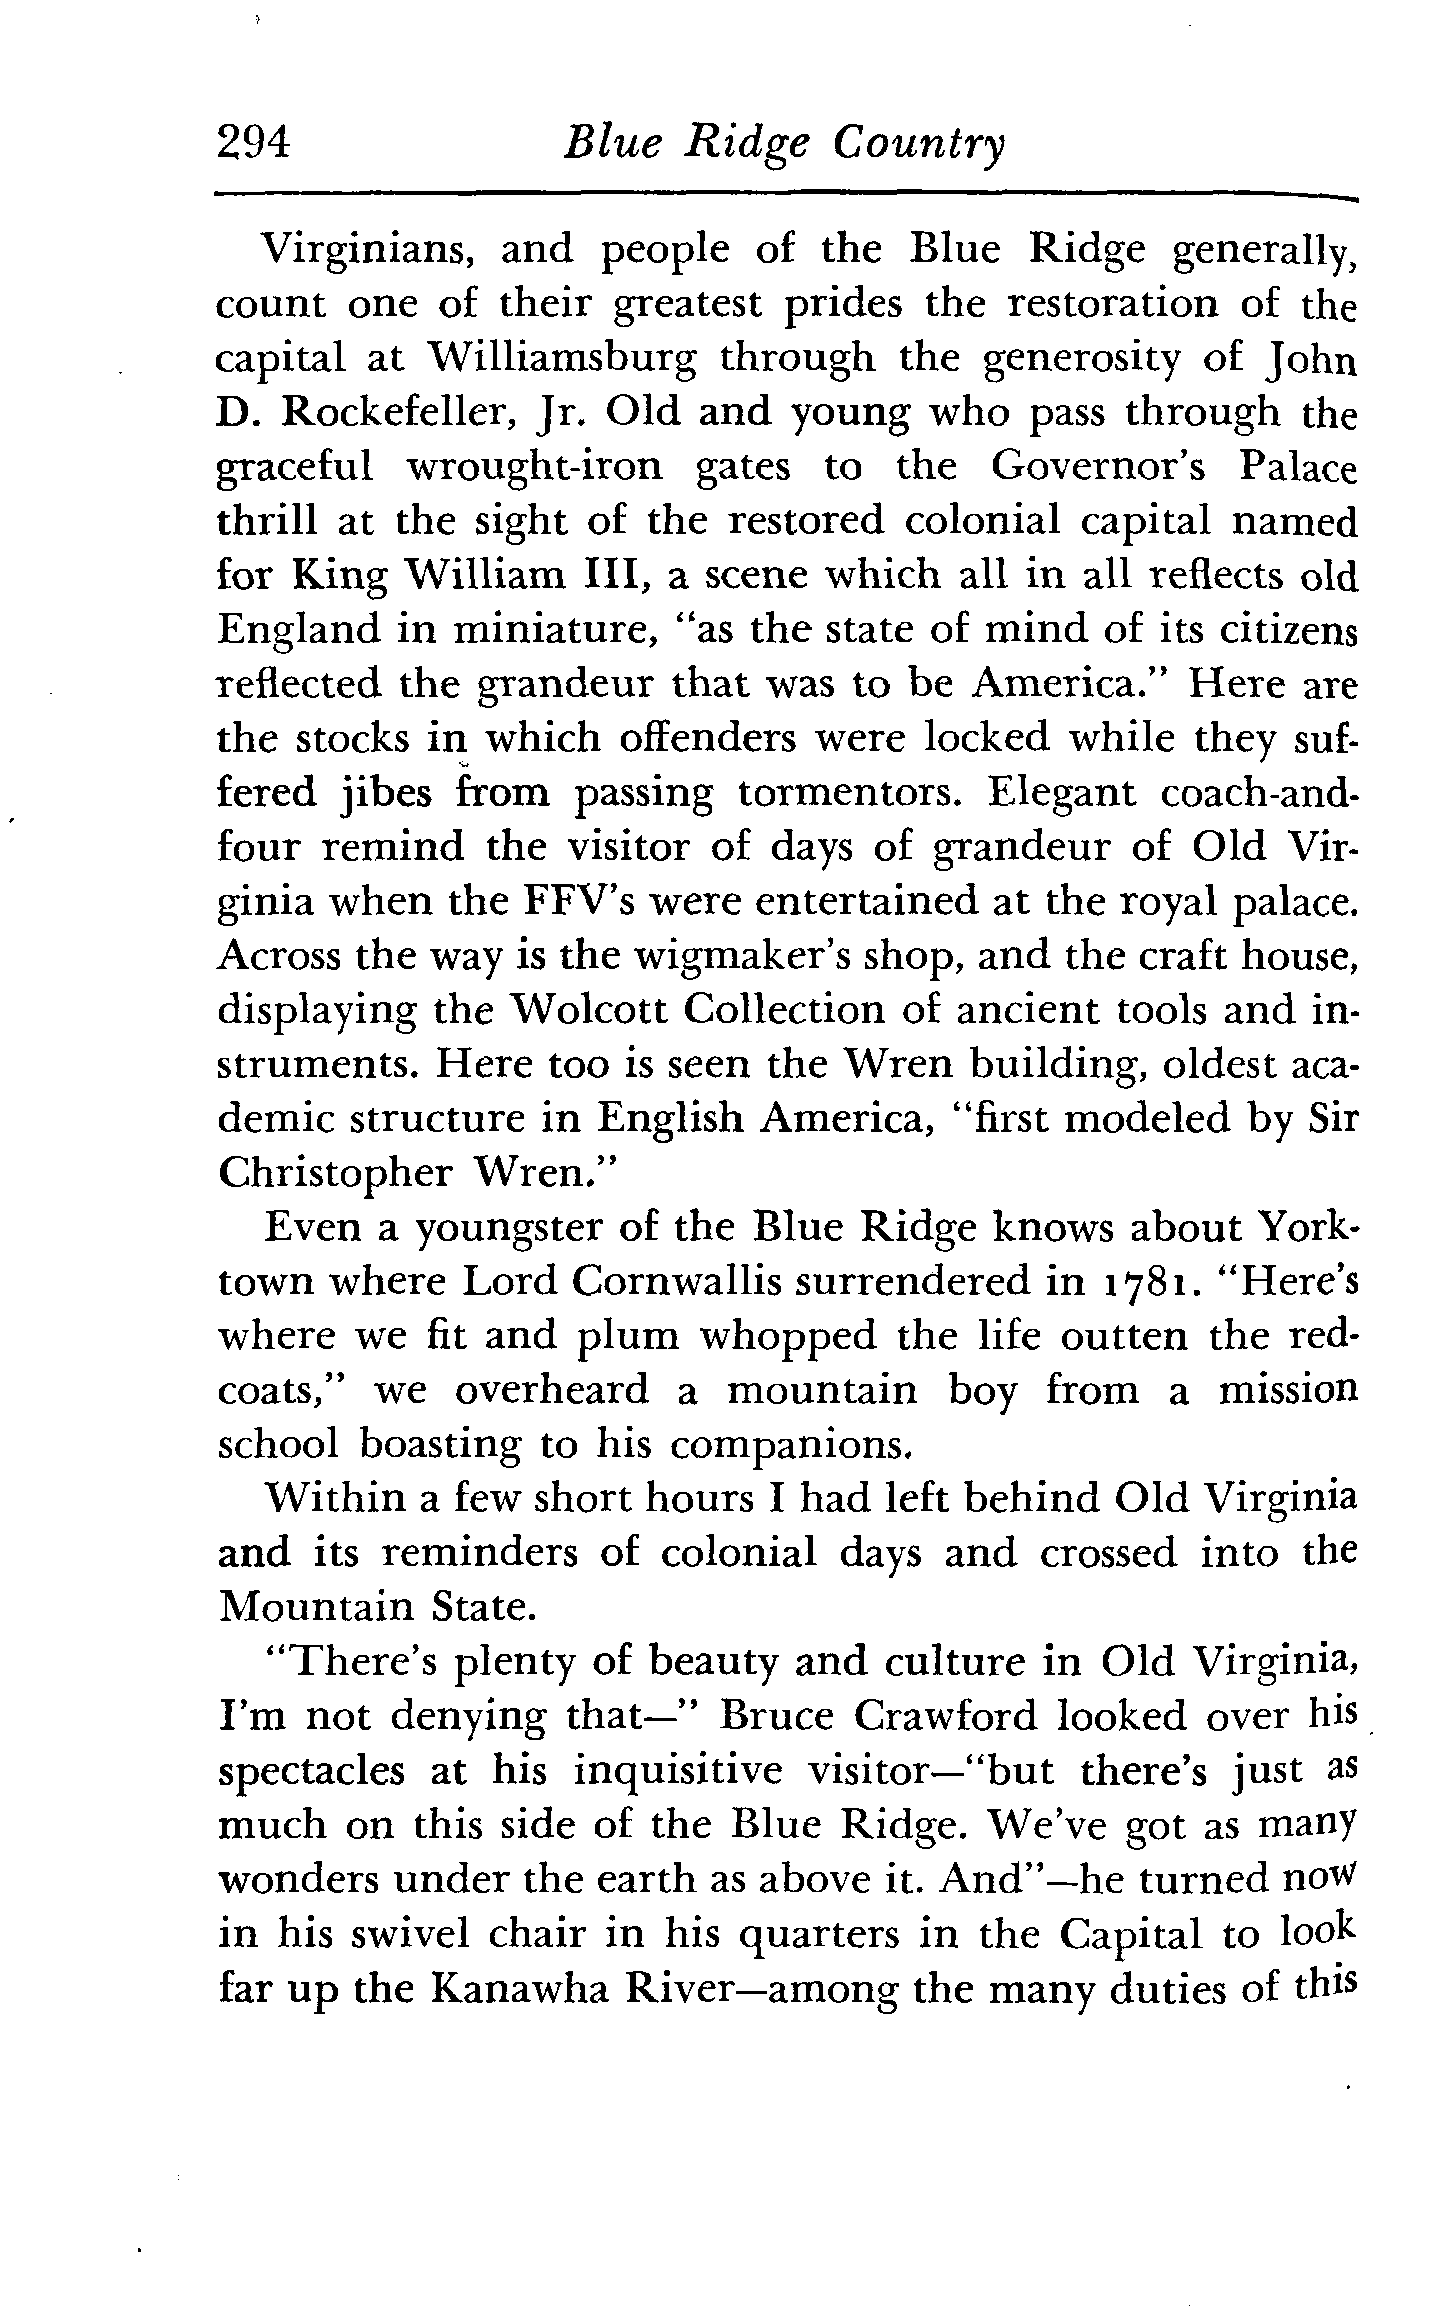 294 Blue Ridge Country
Virginians, and people of the Blue Ridge generally,
count one of their greatest prides the restoration of the
capital at Williamsburg through the generosity of John
D. Rockefeller, Jr. Old and young who pass through the
graceful wrought-iron gates to the Governor's Palace
thrill at the sight of the restored colonial capital named
for King William III, a scene which all in all reflects old
England in miniature, “as the state of mind of its citizens
reflected the grandeur that was to be America.” Here are
the stocks in which offenders were locked while they suf-
fered jibes from passing tormentors. Elegant coach-and-
four remind the visitor of days of grandeur of Old Vir-
ginia when the FFV's were entertained at the royal palace.
Across the way is the wigmaker's shop, and the craft house,
displaying the Wolcott Collection of ancient tools and in-
struments. Here too is seen the Wren building, oldest aca-
demic structure in English America, “first modeled by Sir
Christopher Wren.”
Even a youngster of the Blue Ridge knows about York-
town where Lord Cornwallis surrendered in 1781. “Here's
where we fit and plum whopped the life outten the red-
coats,” we overheard a mountain boy from a mission
school boasting to his companions.
Within a few short hours I had left behind Old Virginia
and its reminders of colonial days and crossed into the
Mountain State.
“There's plenty of beauty and culture in Old Virginia,
I'm not denying that—” Bruce Crawford looked over his
spectacles at his inquisitive visitor—“but there's just as
much on this side of the Blue Ridge. We've got as many
wonders under the earth as above it. And”—he turned now
in his swivel chair in his quarters in the Capital to look
far up the Kanawha River—among the many duties of this